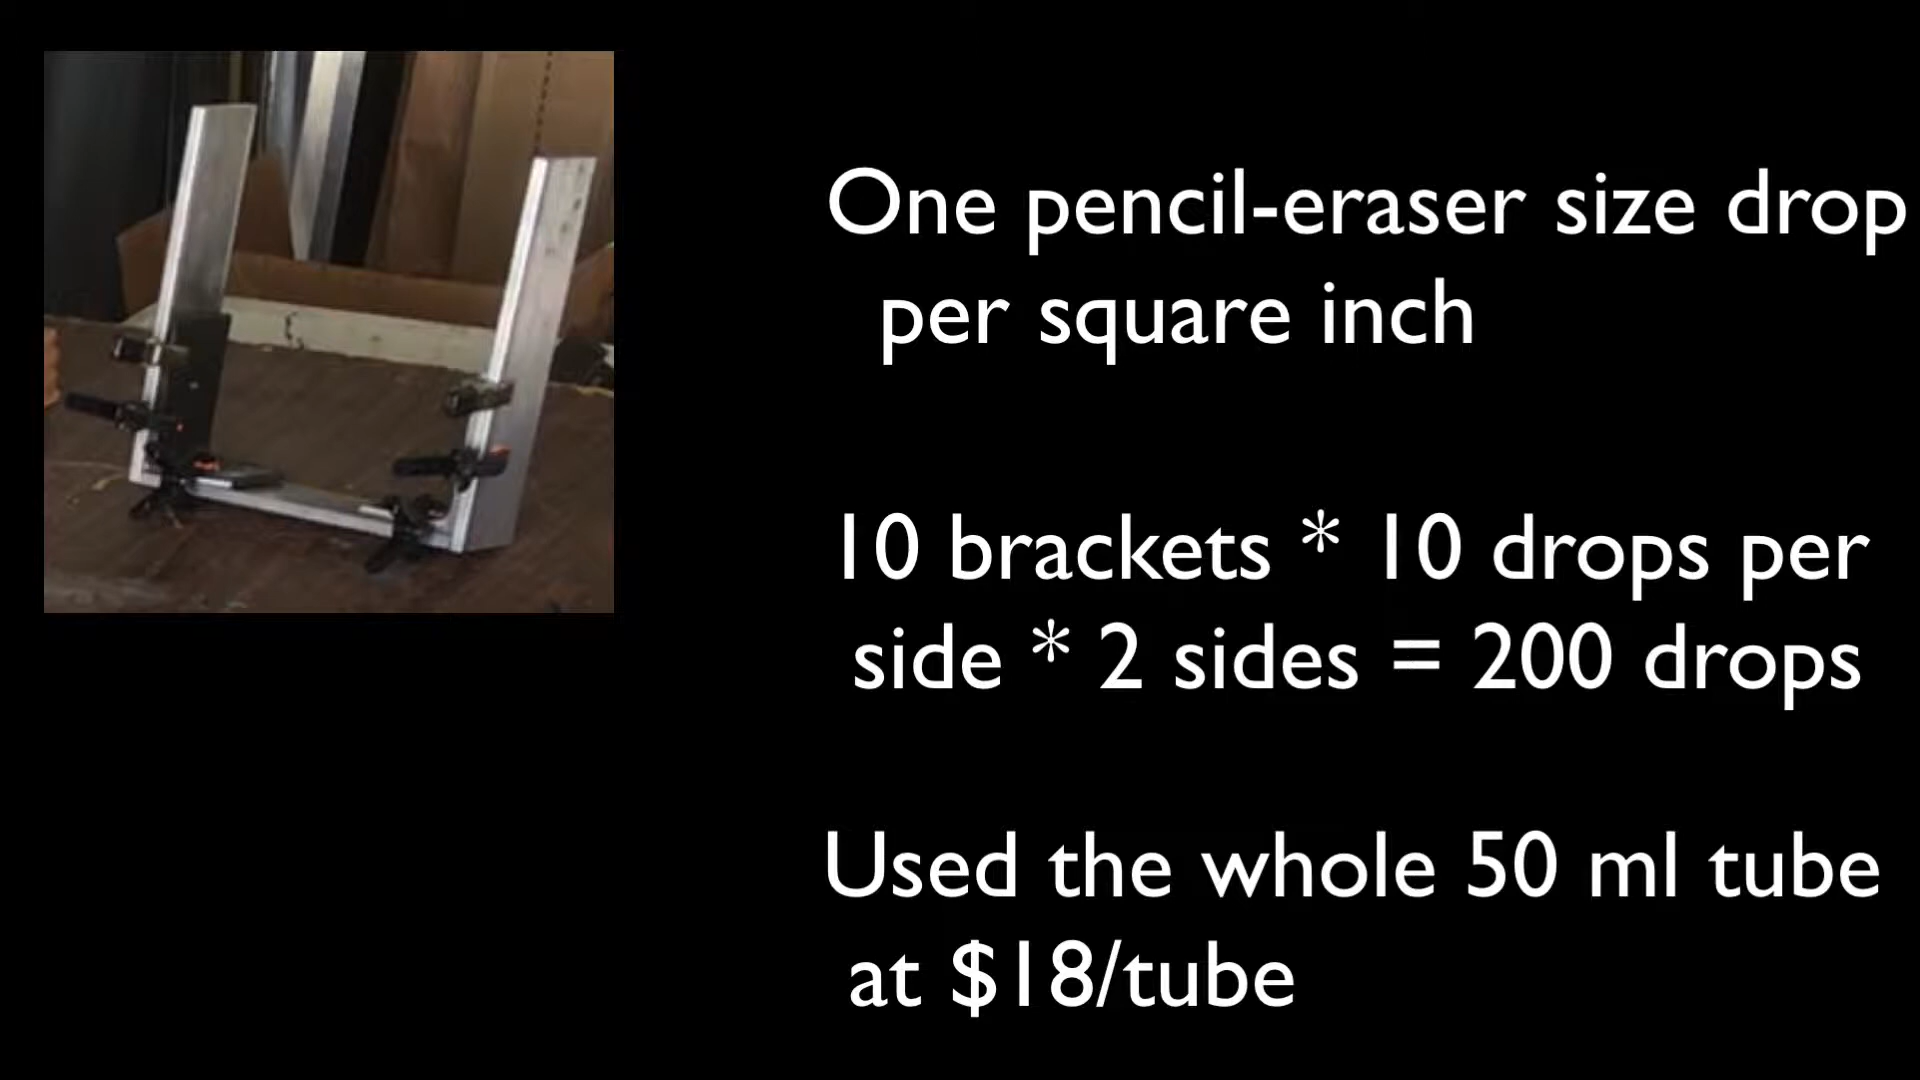 One pencil-eraser size drop
per square inch
10 brackets * 10 drops per
side * 2 sides = 200 drops
Used the whole 50 ml tube
at $18/tube